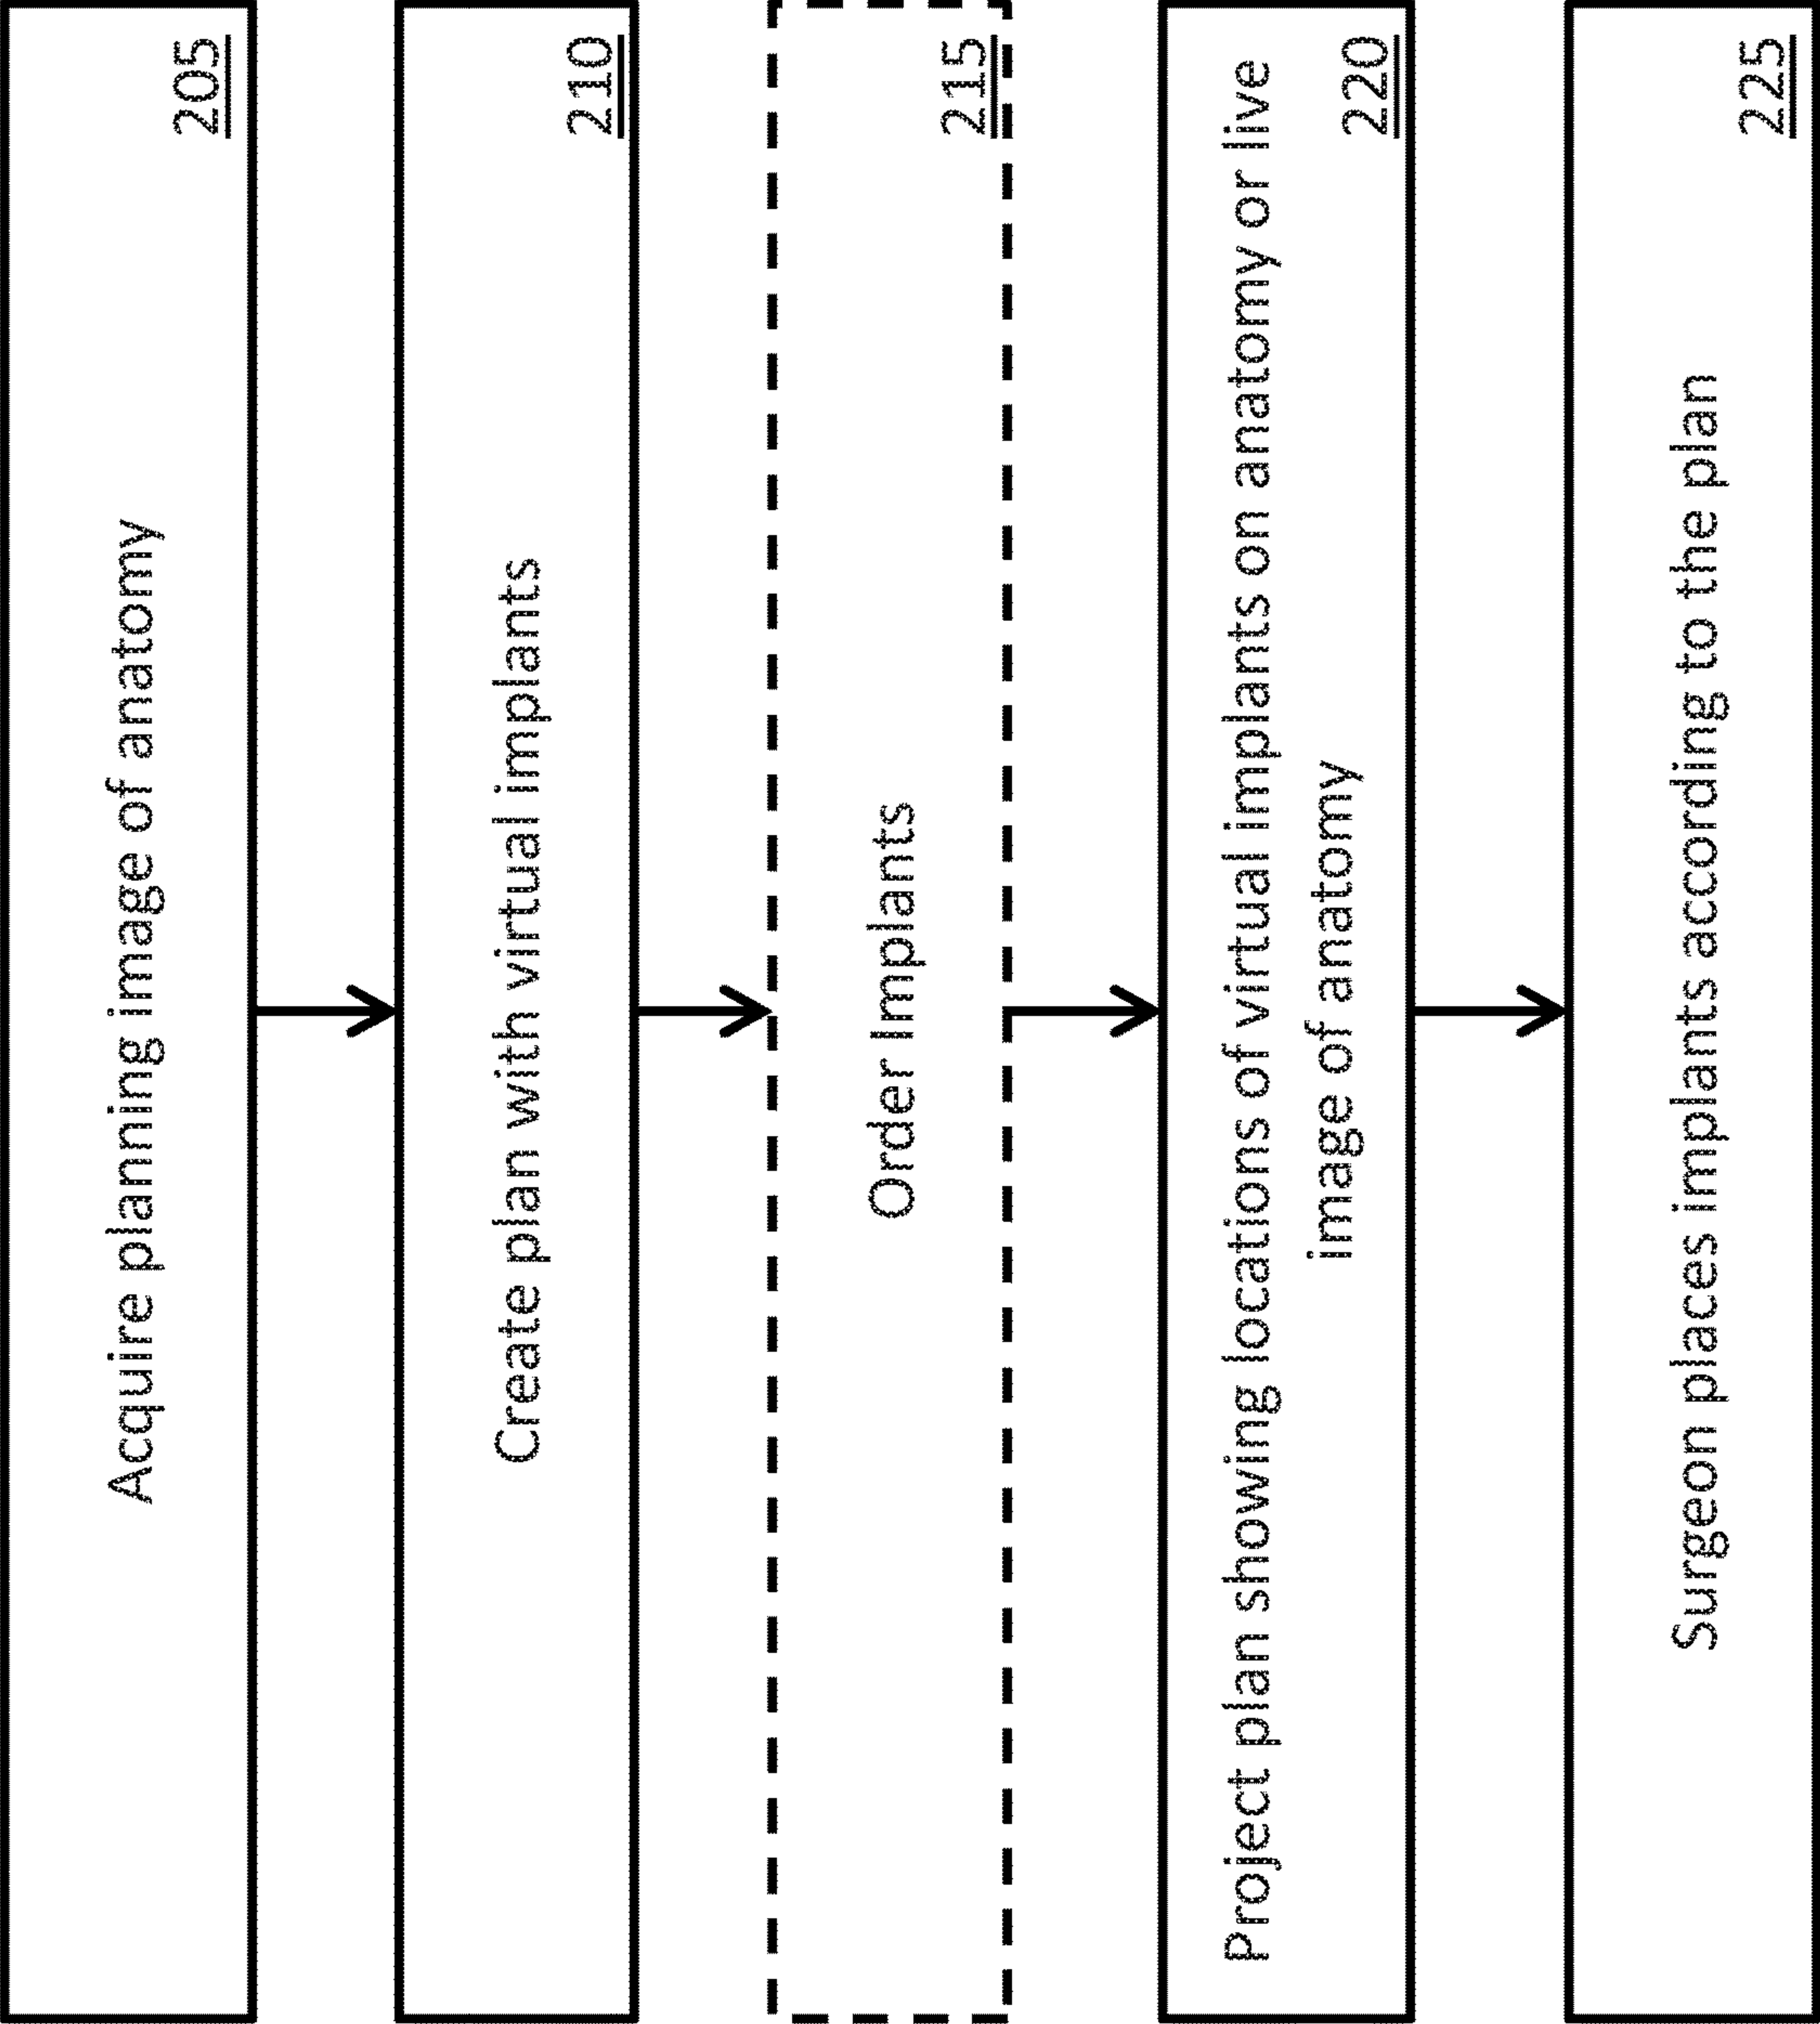 Acquire planning image of anatomy
205
Create plan with virtual implants
210
Order Implants
215
Project plan showing locations of virtual implants on anatomy or live
image of anatomy
220
Surgeon places implants according to the plan
225